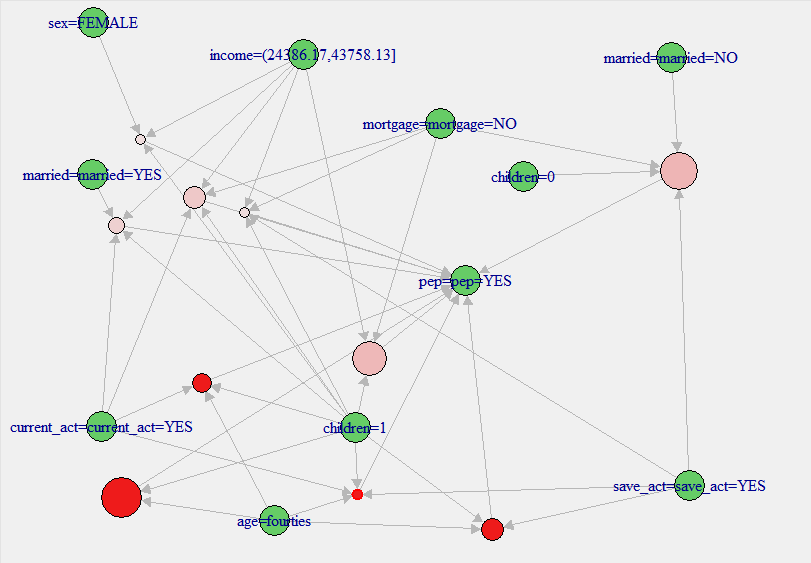 sex=FEMALE
income=(24386.17,43758.13]
married=married=NO
mortgage=mortgage=NO
married=married=YES
children=0
pep=pep=YES
current_act=current_act=YES
children=1
save_act=save_act=YES
age=fourties